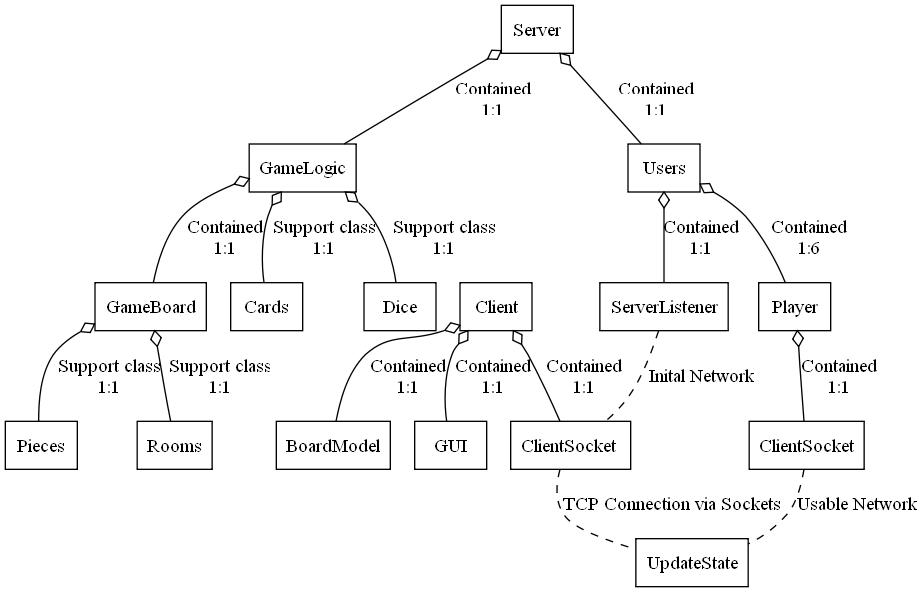 Server
Contained
1:1
Contained
1:1
GameLogic
Users
Contained
1:1
Support class
1:1
Support class
1:1
Contained
1:1
Contained
1:6
GameBoard
Cards
Dice
Client
ServerListener
Player
Support class
1:1
Support class
1:1
Contained
1:1
Contained
1:1
Contained
1:1
Inital Network
Contained
1:1
Pieces
Rooms
BoardModel
GUI
ClientSocket
ClientSocket
TCP Connection via Sockets
Usable Network
UpdateState